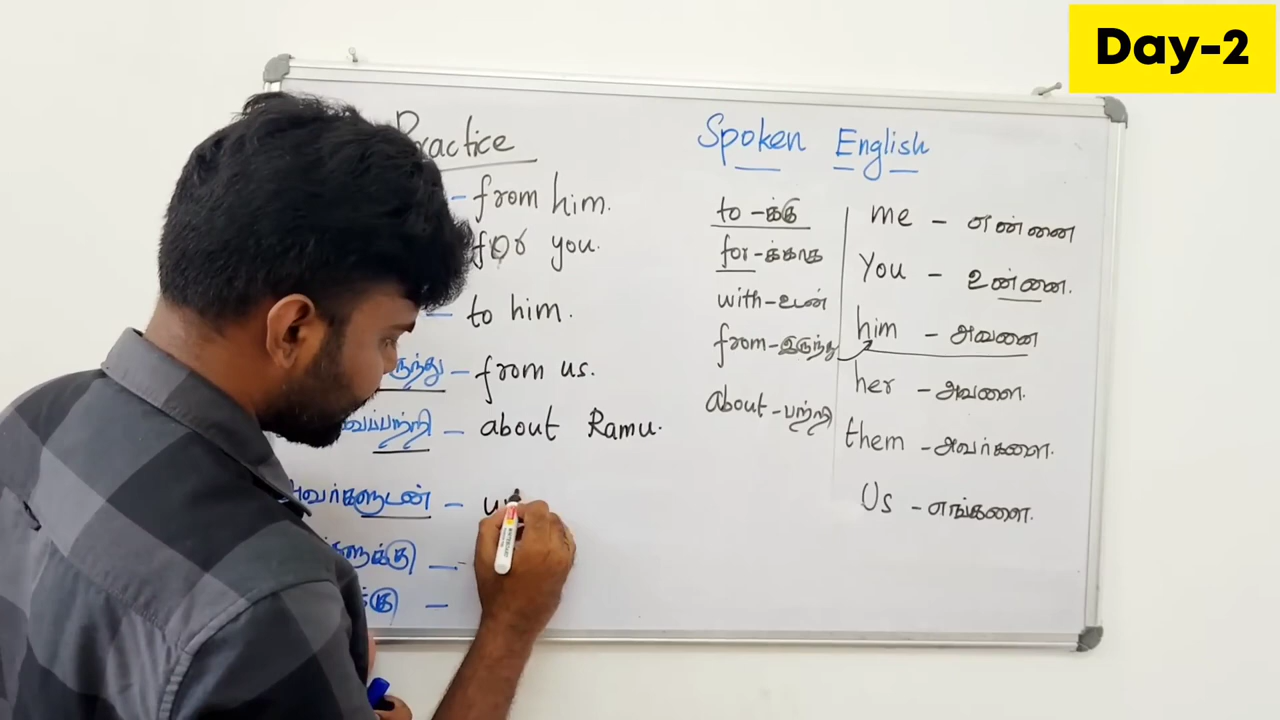 Day-2
Practice
– from him.
for you.
– to him.
ருந்து – from us.
வைப்பற்றி – about Ramu.
அவர்களுடன் –
களுக்கு –
க்கு –
Spoken English
to – க்கு
for – க்காக
with – உடன்
from – இருந்து
about – பற்றி
me – என்னை
You – உன்னை.
him – அவனை
her – அவளை.
them – அவர்களை.
Us – எங்களை.